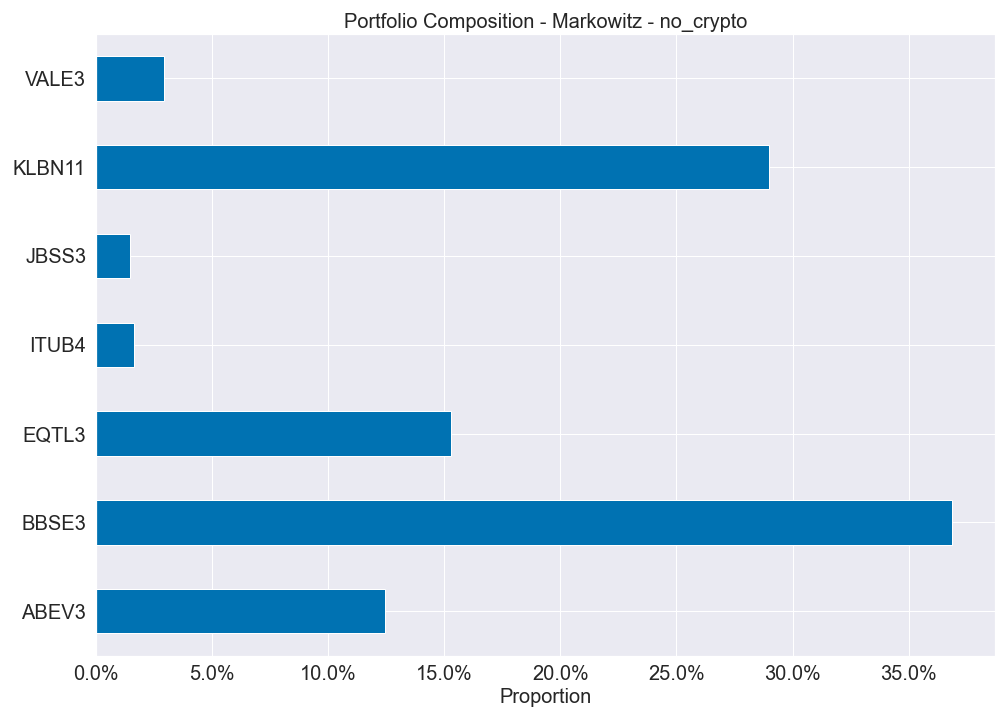 Portfolio Composition - Markowitz - no_crypto
VALE3
KLBN11
JBSS3
ITUB4
EQTL3
BBSE3
ABEV3
0.0% 5.0% 10.0% 15.0% 20.0% 25.0% 30.0% 35.0%
Proportion